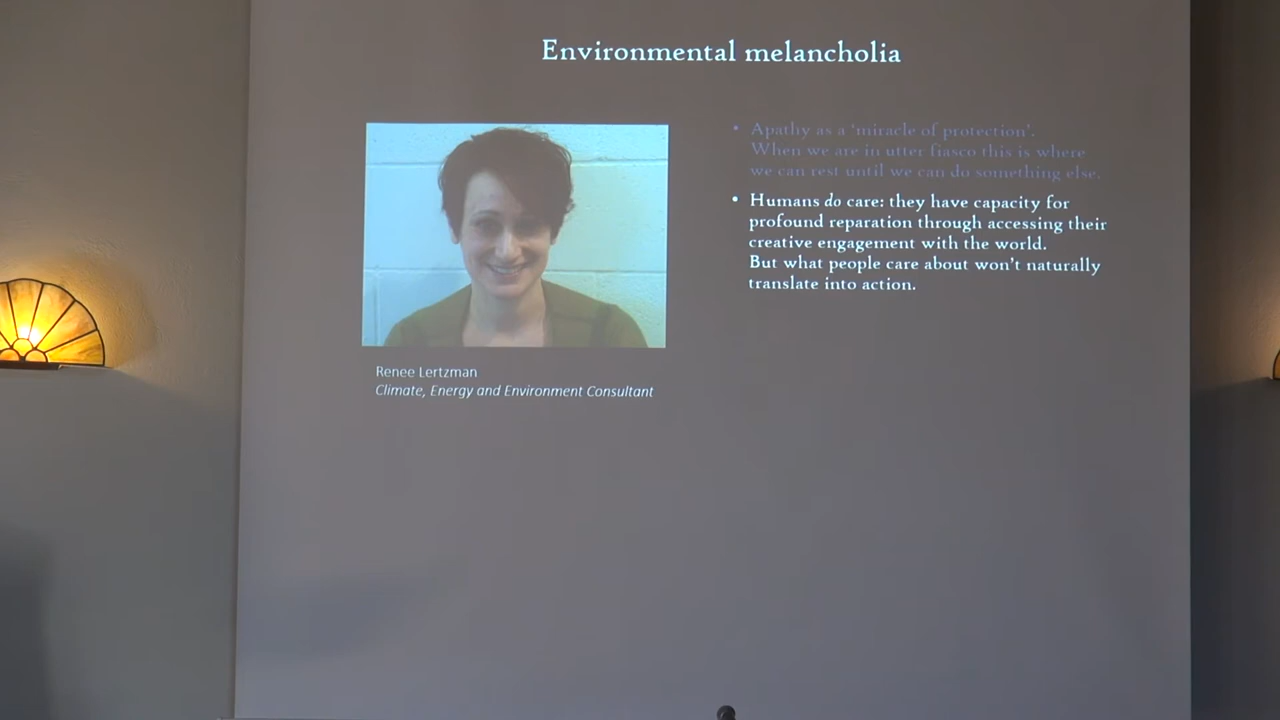 Environmental melancholia
• Apathy as a 'miracle of protection'.
When we are in utter fiasco this is where
we can rest until we can do something else.
• Humans do care: they have capacity for
profound reparation through accessing their
creative engagement with the world.
But what people care about won't naturally
translate into action.
Renee Lertzman
Climate, Energy and Environment Consultant